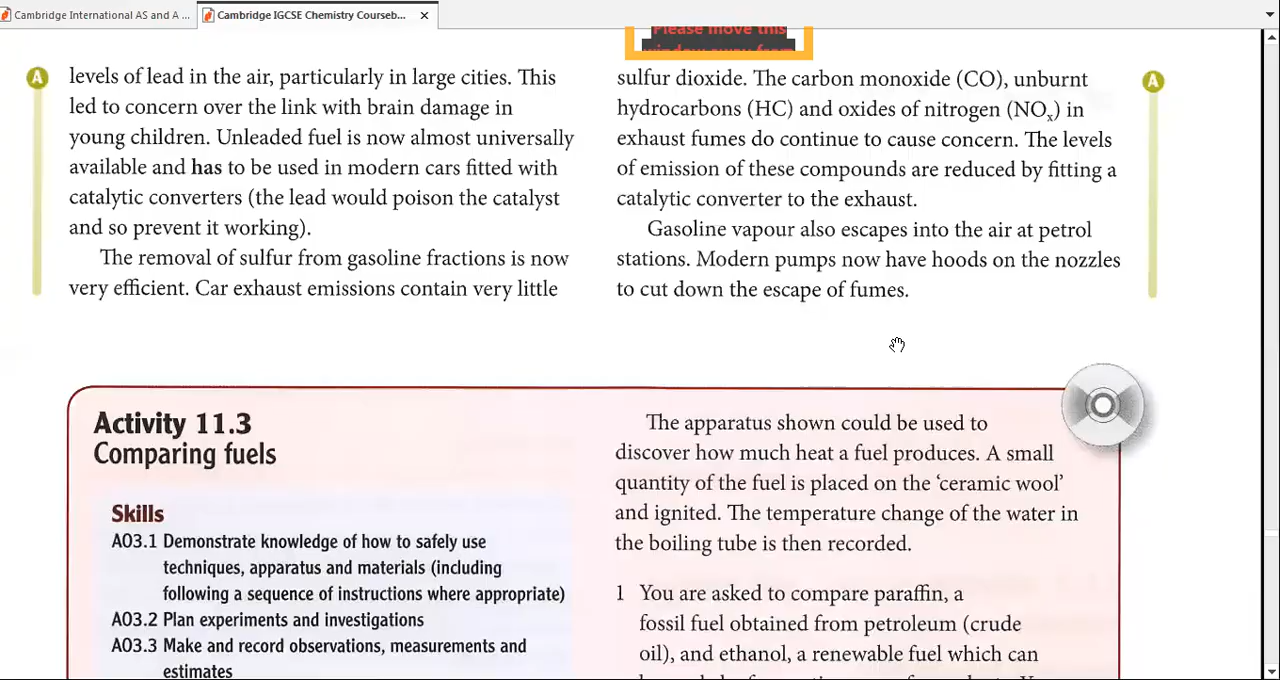 Cambridge International AS and A ...
Cambridge IGCSE Chemistry Courseb...
Please move this
window away from
A
levels of lead in the air, particularly in large cities. This
led to concern over the link with brain damage in
young children. Unleaded fuel is now almost universally
available and has to be used in modern cars fitted with
catalytic converters (the lead would poison the catalyst
and so prevent it working).
The removal of sulfur from gasoline fractions is now
very efficient. Car exhaust emissions contain very little
sulfur dioxide. The carbon monoxide (CO), unburnt
hydrocarbons (HC) and oxides of nitrogen (NOₓ) in
exhaust fumes do continue to cause concern. The levels
of emission of these compounds are reduced by fitting a
catalytic converter to the exhaust.
Gasoline vapour also escapes into the air at petrol
stations. Modern pumps now have hoods on the nozzles
to cut down the escape of fumes.
A
Activity 11.3
Comparing fuels
Skills
AO3.1 Demonstrate knowledge of how to safely use
techniques, apparatus and materials (including
following a sequence of instructions where appropriate)
AO3.2 Plan experiments and investigations
AO3.3 Make and record observations, measurements and
estimates
The apparatus shown could be used to
discover how much heat a fuel produces. A small
quantity of the fuel is placed on the ‘ceramic wool’
and ignited. The temperature change of the water in
the boiling tube is then recorded.
1 You are asked to compare paraffin, a
fossil fuel obtained from petroleum (crude
oil), and ethanol, a renewable fuel which can